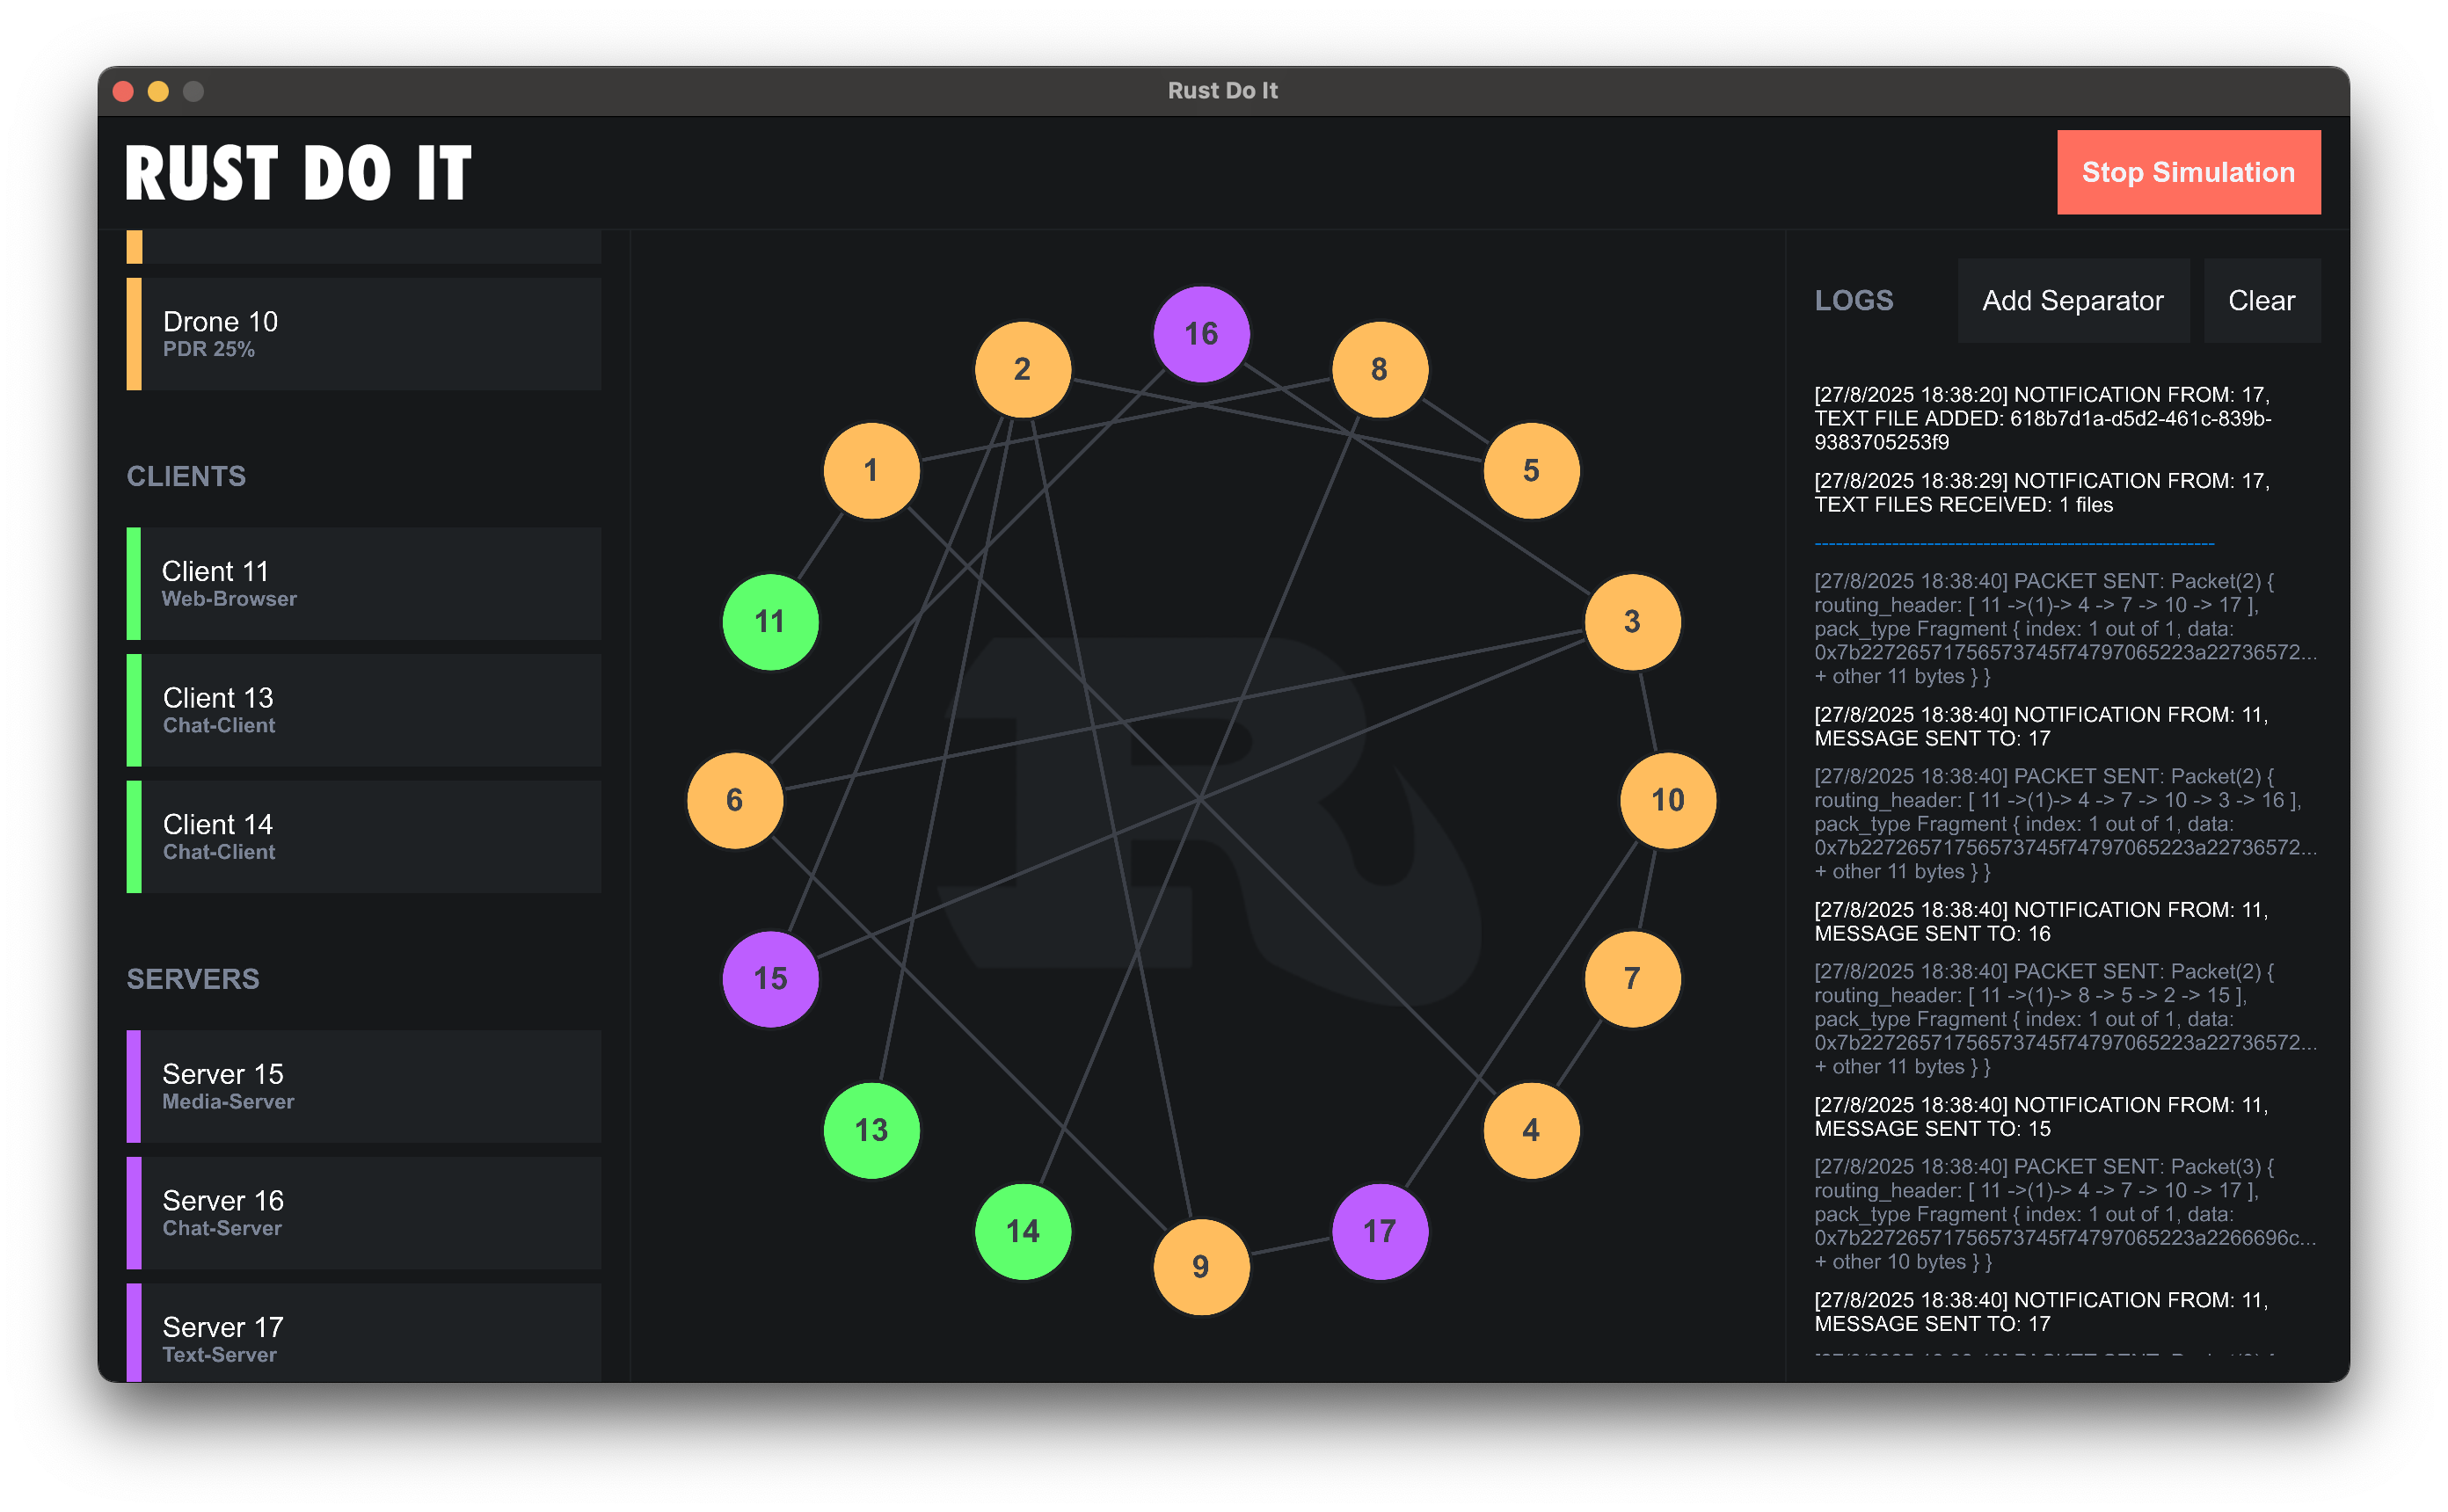 Rust Do It
RUST DO IT
Stop Simulation
Drone 10
PDR 25%
CLIENTS
Client 11
Web-Browser
Client 13
Chat-Client
Client 14
Chat-Client
SERVERS
Server 15
Media-Server
Server 16
Chat-Server
Server 17
Text-Server
16
2
8
1
5
11
3
6
10
15
7
13
4
14
17
9
LOGS
Add Separator
Clear
[27/8/2025 18:38:20] NOTIFICATION FROM: 17,
TEXT FILE ADDED: 618b7d1a-d5d2-461c-839b-
9383705253f9
[27/8/2025 18:38:29] NOTIFICATION FROM: 17,
TEXT FILES RECEIVED: 1 files
---------------------------------------------------------
[27/8/2025 18:38:40] PACKET SENT: Packet(2) {
routing_header: [ 11 ->(1)-> 4 -> 7 -> 10 -> 17 ],
pack_type Fragment { index: 1 out of 1, data:
0x7b22726571756573745f74797065223a22736572...
+ other 11 bytes } }
[27/8/2025 18:38:40] NOTIFICATION FROM: 11,
MESSAGE SENT TO: 17
[27/8/2025 18:38:40] PACKET SENT: Packet(2) {
routing_header: [ 11 ->(1)-> 4 -> 7 -> 10 -> 3 -> 16 ],
pack_type Fragment { index: 1 out of 1, data:
0x7b22726571756573745f74797065223a22736572...
+ other 11 bytes } }
[27/8/2025 18:38:40] NOTIFICATION FROM: 11,
MESSAGE SENT TO: 16
[27/8/2025 18:38:40] PACKET SENT: Packet(2) {
routing_header: [ 11 ->(1)-> 8 -> 5 -> 2 -> 15 ],
pack_type Fragment { index: 1 out of 1, data:
0x7b22726571756573745f74797065223a22736572...
+ other 11 bytes } }
[27/8/2025 18:38:40] NOTIFICATION FROM: 11,
MESSAGE SENT TO: 15
[27/8/2025 18:38:40] PACKET SENT: Packet(3) {
routing_header: [ 11 ->(1)-> 4 -> 7 -> 10 -> 17 ],
pack_type Fragment { index: 1 out of 1, data:
0x7b22726571756573745f74797065223a2266696c...
+ other 10 bytes } }
[27/8/2025 18:38:40] NOTIFICATION FROM: 11,
MESSAGE SENT TO: 17